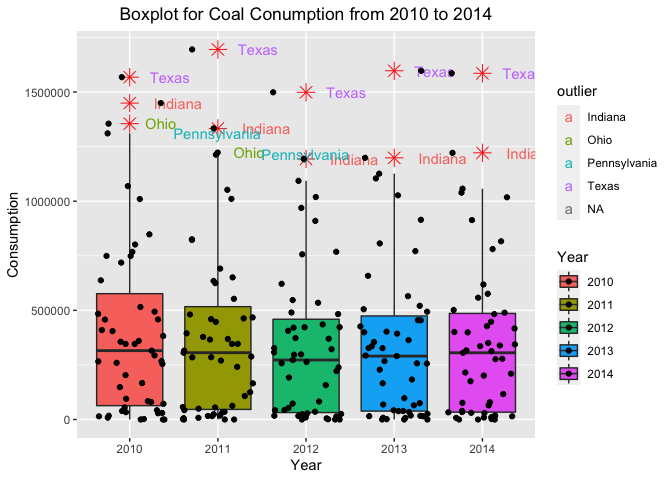 Boxplot for Coal Conumption from 2010 to 2014
Consumption
1500000
1000000
500000
0
Texas
Indiana
Ohio
Texas
Indiana
Pennsylvania
Ohio
Texas
Pennsylvania
Indiana
Texas
Indiana
Texa
India
2010
2011
2012
2013
2014
Year
outlier
a Indiana
a Ohio
a Pennsylvania
a Texas
a NA
Year
2010
2011
2012
2013
2014